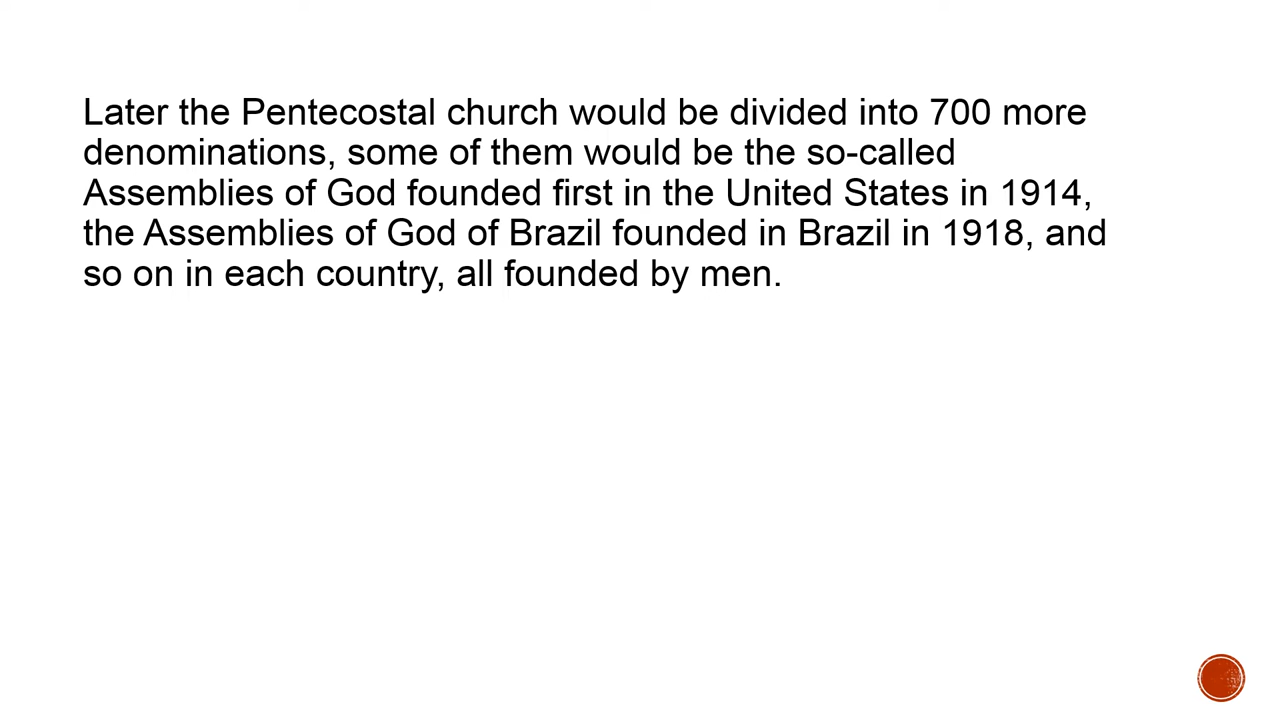 Later the Pentecostal church would be divided into 700 more
denominations, some of them would be the so-called
Assemblies of God founded first in the United States in 1914,
the Assemblies of God of Brazil founded in Brazil in 1918, and
so on in each country, all founded by men.